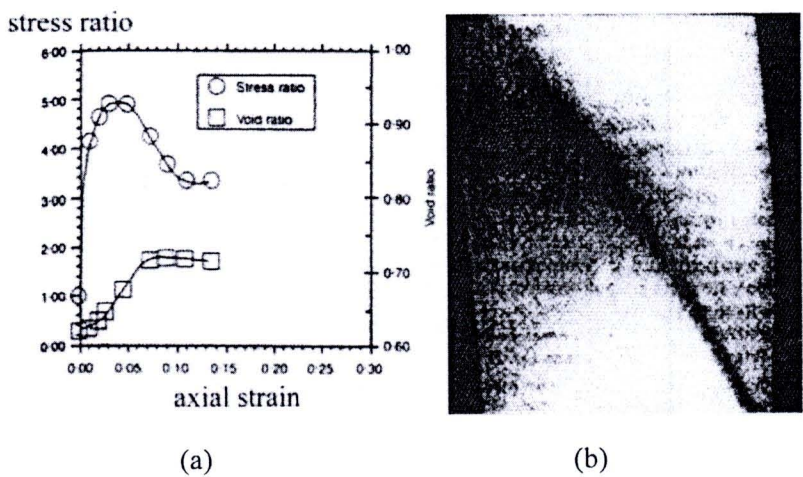 stress ratio
6·00
5·00
4·00
3·00
2·00
1·00
0·00
1·00
0·90
0·80
0·70
0·60
Void ratio
Stress ratio
Void ratio
0·00
0·05
0·10
0·15
0·20
0·25
0·30
axial strain
(a)
(b)